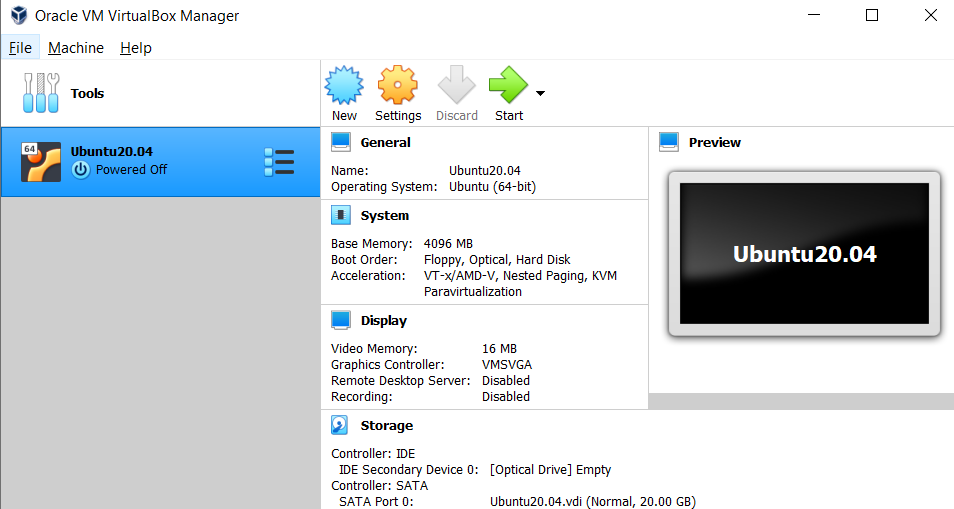 Oracle VM VirtualBox Manager
File Machine Help
Tools
New Settings Discard Start
64
Ubuntu20.04
Powered Off
General
Name: Ubuntu20.04
Operating System: Ubuntu (64-bit)
Preview
Ubuntu20.04
System
Base Memory: 4096 MB
Boot Order: Floppy, Optical, Hard Disk
Acceleration: VT-x/AMD-V, Nested Paging, KVM
Paravirtualization
Display
Video Memory: 16 MB
Graphics Controller: VMSVGA
Remote Desktop Server: Disabled
Recording: Disabled
Storage
Controller: IDE
IDE Secondary Device 0: [Optical Drive] Empty
Controller: SATA
SATA Port 0: Ubuntu20.04.vdi (Normal, 20.00 GB)